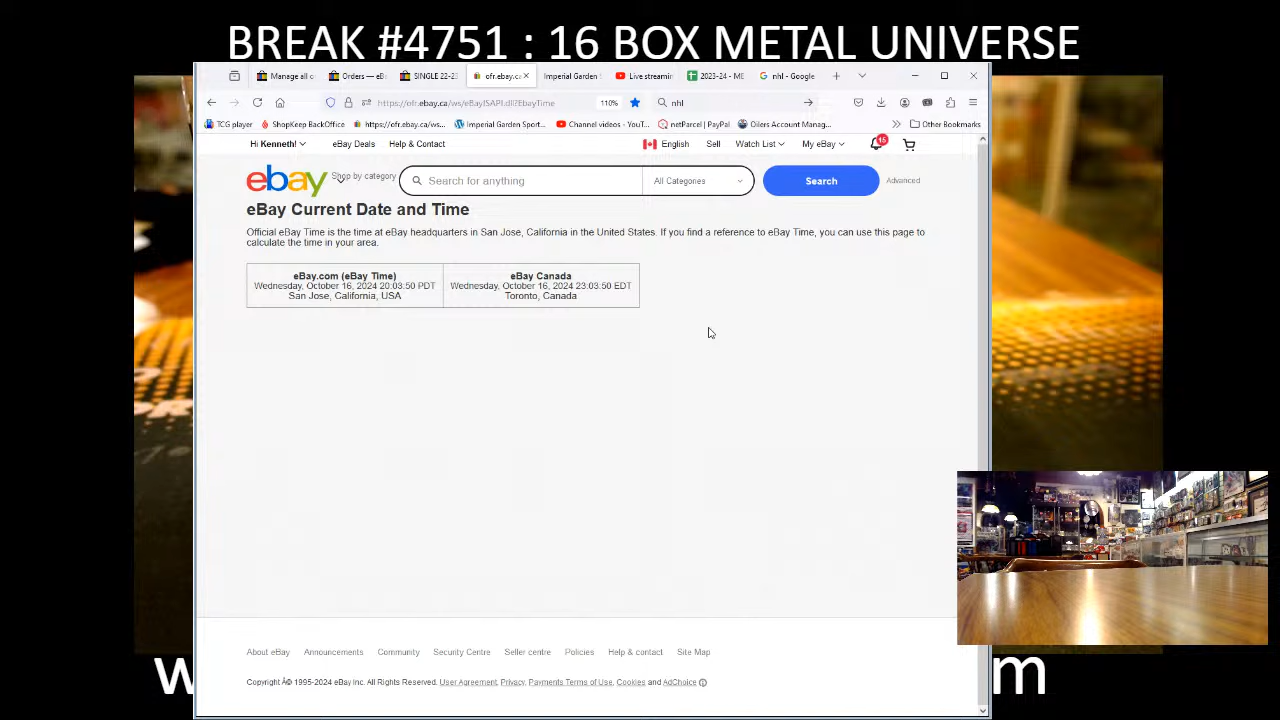 BREAK #4751 : 16 BOX METAL UNIVERSE
Manage all o
Orders — eB
SINGLE 22-23
ofr.ebay.ca
Imperial Garden
Live streamin
2023-24 - ME
nhl - Google
https://ofr.ebay.ca/ws/eBayISAPI.dll?EbayTime
110%
nhl
TCG player
ShopKeep BackOffice
https://ofr.ebay.ca/ws...
Imperial Garden Sport...
Channel videos - YouT...
netParcel | PayPal
Oilers Account Manag...
Other Bookmarks
Hi Kenneth!
eBay Deals
Help & Contact
English
Sell
Watch List
My eBay
15
ebay
Shop by category
Search for anything
All Categories
Search
Advanced
eBay Current Date and Time
Official eBay Time is the time at eBay headquarters in San Jose, California in the United States. If you find a reference to eBay Time, you can use this page to
calculate the time in your area.
eBay.com (eBay Time)
Wednesday, October 16, 2024 20:03:50 PDT
San Jose, California, USA
eBay Canada
Wednesday, October 16, 2024 23:03:50 EDT
Toronto, Canada
About eBay
Announcements
Community
Security Centre
Seller centre
Policies
Help & contact
Site Map
Copyright Â© 1995-2024 eBay Inc. All Rights Reserved. User Agreement, Privacy, Payments Terms of Use, Cookies and AdChoice
w
m